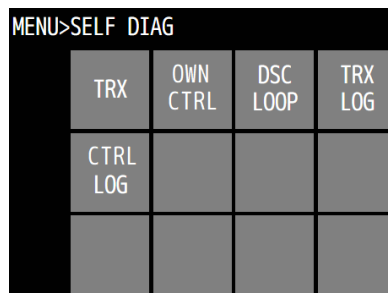 MENU>SELF DIAG
TRX
OWN
CTRL
DSC
LOOP
TRX
LOG
CTRL
LOG